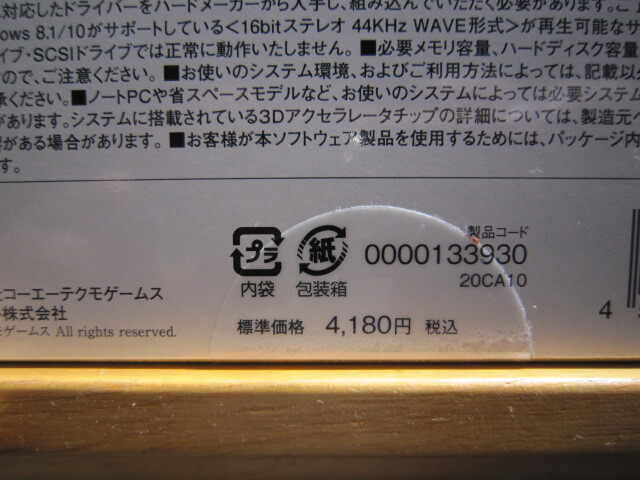 対応したドライバーをハードメーカーから入手し、組み込んでいただく必要があります。
ows 8.1/10がサポートしている<16bitステレオ 44KHz WAVE形式>が再生可能なサ
イブ・SCSIドライブでは正常に動作いたしません。■必要メモリ容量、ハードディスク容量
ので、ご注意ください。■お使いのシステム環境、およびご利用方法によっては、記載以
承ください。■ノートPCや省スペースモデルなど、お使いのシステムによっては必要システム
があります。システムに搭載されている3Dアクセラレータチップの詳細については、製造元へ
要がある場合があります。■お客様が本ソフトウェア製品を使用するためには、パッケージ内
す。
プラ
内袋
紙
包装箱
製品コード
0000133930
20CA10
標準価格 4,180円 税込
社コーエーテクモゲームス
株式会社
モゲームス All rights reserved.
4